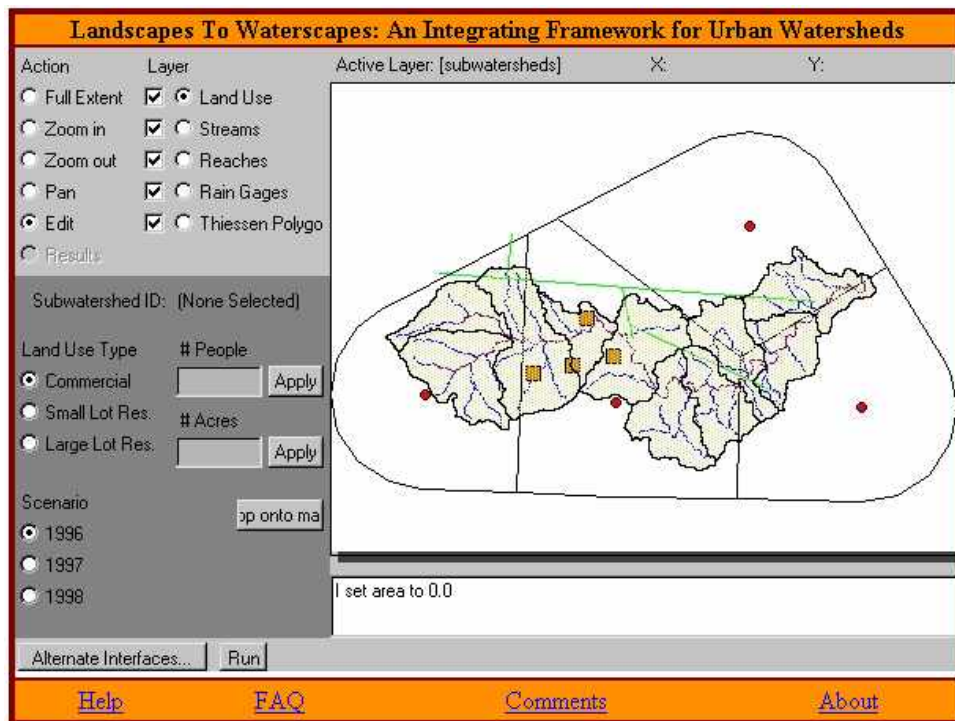 Landscapes To Waterscapes: An Integrating Framework for Urban Watersheds
Action Layer Active Layer: [subwatersheds] X: Y:
Full Extent Land Use
Zoom in Streams
Zoom out Reaches
Pan Rain Gages
Edit Thiessen Polygo
Results
Subwatershed ID: (None Selected)
Land Use Type # People
Commercial Apply
Small Lot Res. # Acres
Large Lot Res. Apply
Scenario
op onto ma
1996
1997
1998
I set area to 0.0
Alternate Interfaces... Run
Help FAQ Comments About